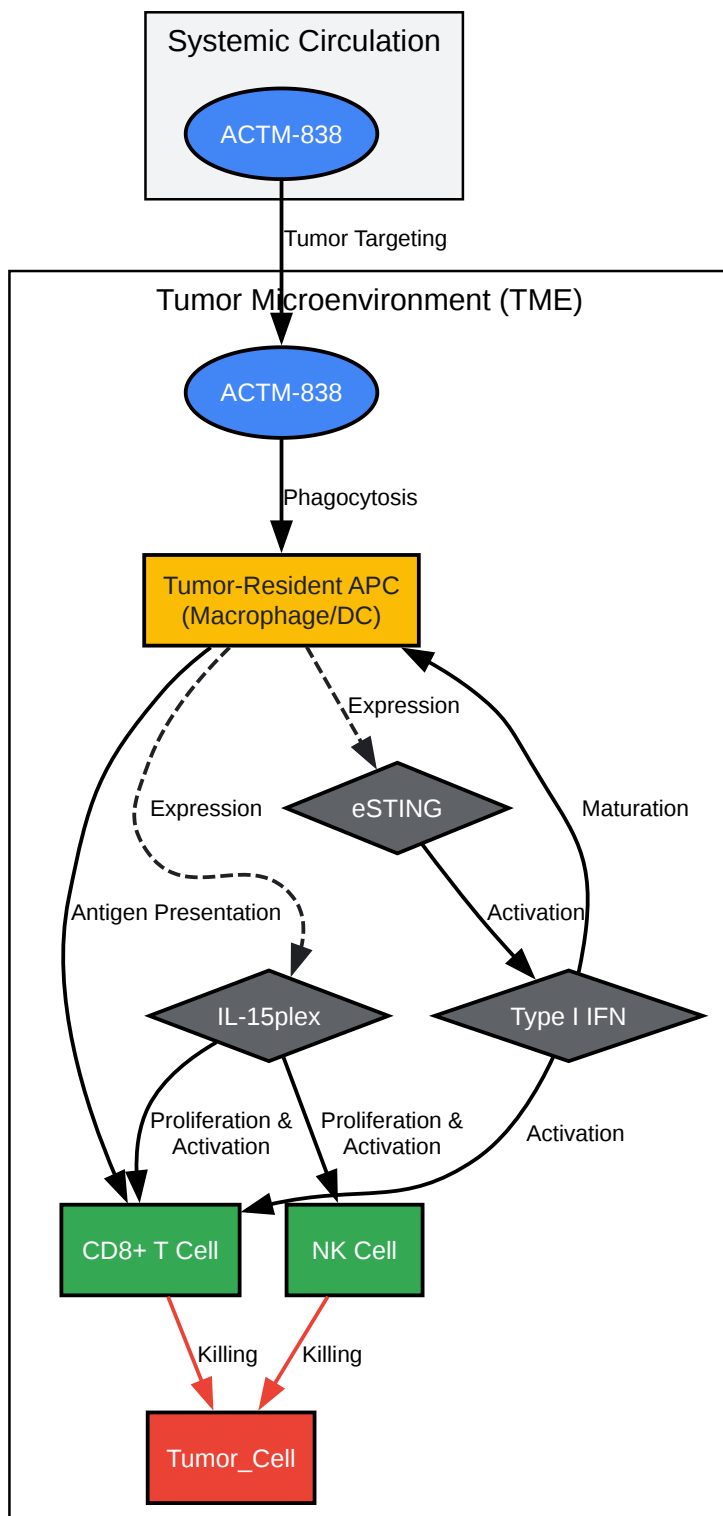 Systemic Circulation
ACTM-838
Tumor Targeting
Tumor Microenvironment (TME)
ACTM-838
Phagocytosis
Tumor-Resident APC
(Macrophage/DC)
Expression
eSTING
Expression
Maturation
Antigen Presentation
Activation
IL-15plex
Type I IFN
Proliferation &
Activation
Proliferation &
Activation
Activation
CD8+ T Cell
NK Cell
Killing
Killing
Tumor_Cell